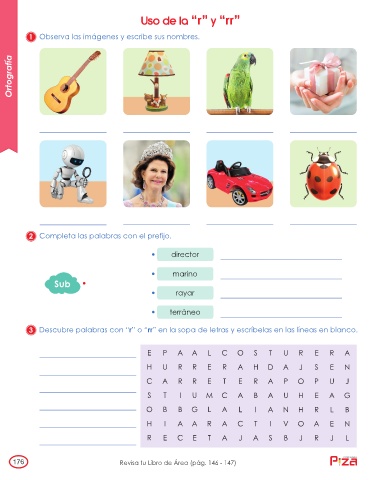 Uso de la “r” y “rr”
Ortografía
1 Observa las imágenes y escribe sus nombres.
2 Completa las palabras con el prefijo.
Sub
• director
• marino
• rayar
• terráneo
3 Descubre palabras con “r” o “rr” en la sopa de letras y escríbelas en las líneas en blanco.
E P A A L C O S T U R E R A
H U R R E R A H D A J S E N
C A R R E T E R A P O P U J
S T I U M C A B A U H E A G
O B B G L A L I A N H R L B
H I A A R A C T I V O A E N
R E C E T A J A S B J R J L
176
Revisa tu Libro de Área (pág. 146 - 147)